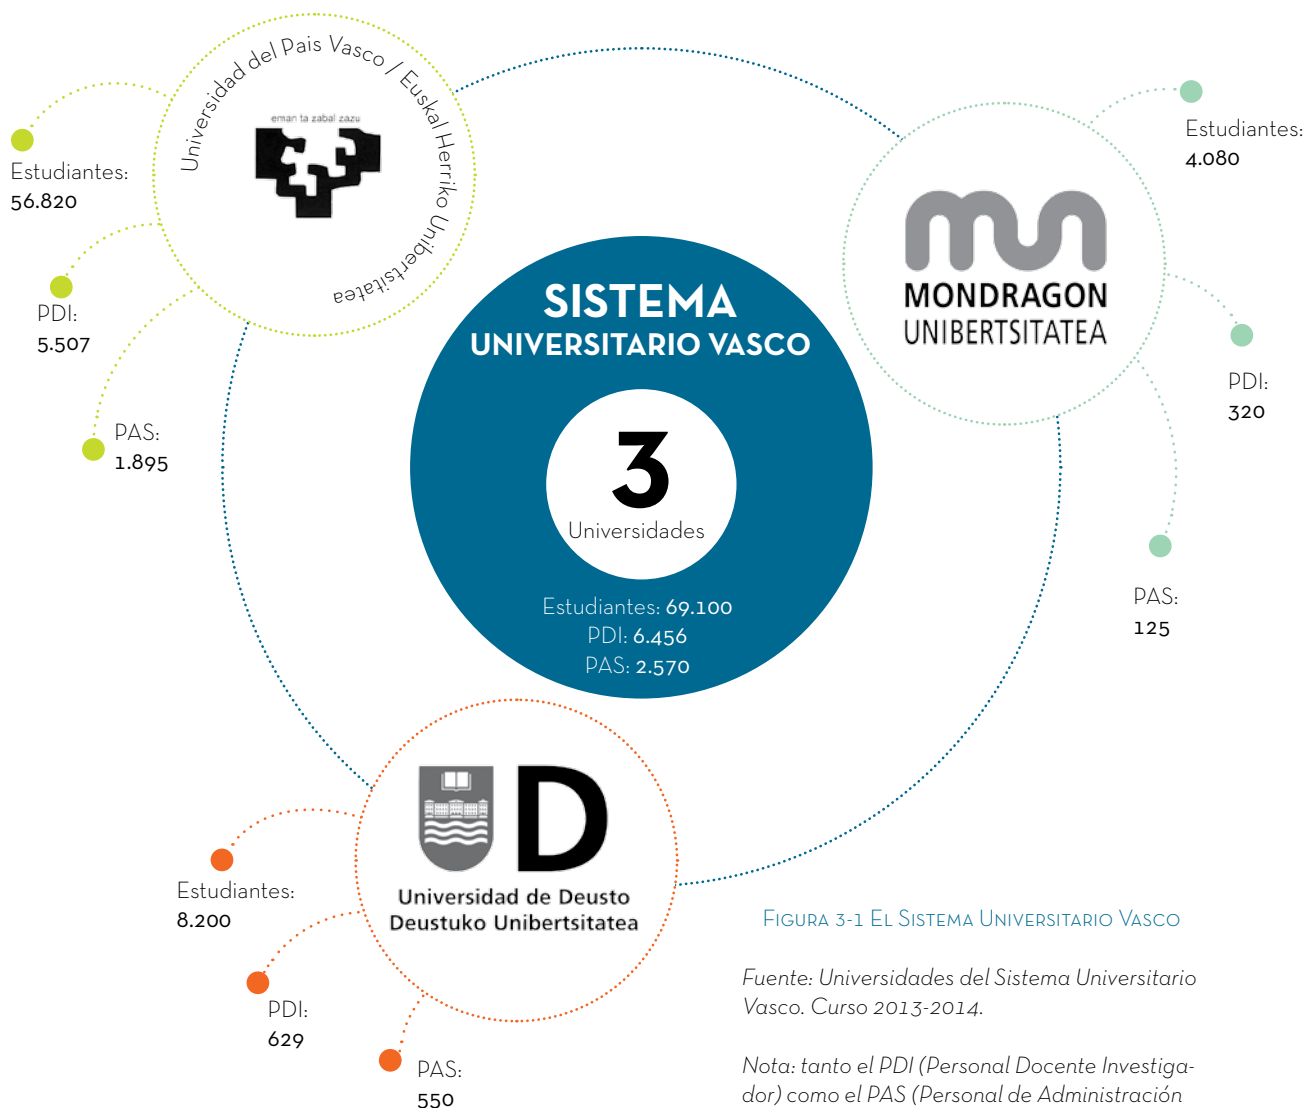 Universidad del Pais Vasco / Euskal Herriko Unibertsitatea
eman ta zabal zazu
Estudiantes:
56.820
PDI:
5.507
PAS:
1.895
MONDRAGON
UNIBERTSITATEA
Estudiantes:
4.080
PDI:
320
PAS:
125
SISTEMA
UNIVERSITARIO VASCO
3
Universidades
Estudiantes: 69.100
PDI: 6.456
PAS: 2.570
D
Universidad de Deusto
Deustuko Unibertsitatea
Estudiantes:
8.200
PDI:
629
PAS:
550
Figura 3-1 El Sistema Universitario Vasco
Fuente: Universidades del Sistema Universitario
Vasco. Curso 2013-2014.
Nota: tanto el PDI (Personal Docente Investiga-
dor) como el PAS (Personal de Administración